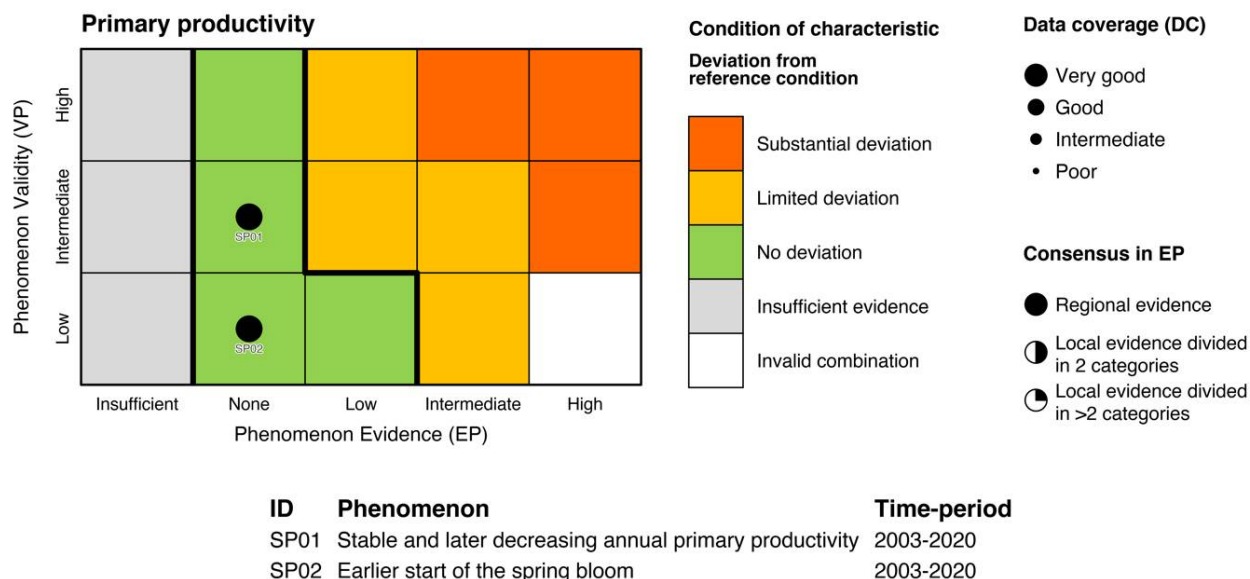 Primary productivity
Phenomenon Validity (VP)
High
Intermediate
Low
SP01
SP02
Insufficient
None
Low
Intermediate
High
Phenomenon Evidence (EP)
Condition of characteristic
Deviation from
reference condition
Substantial deviation
Limited deviation
No deviation
Insufficient evidence
Invalid combination
Data coverage (DC)
Very good
Good
Intermediate
Poor
Consensus in EP
Regional evidence
Local evidence divided
in 2 categories
Local evidence divided
in >2 categories
ID Phenomenon Time-period
SP01 Stable and later decreasing annual primary productivity 2003-2020
SP02 Earlier start of the spring bloom 2003-2020